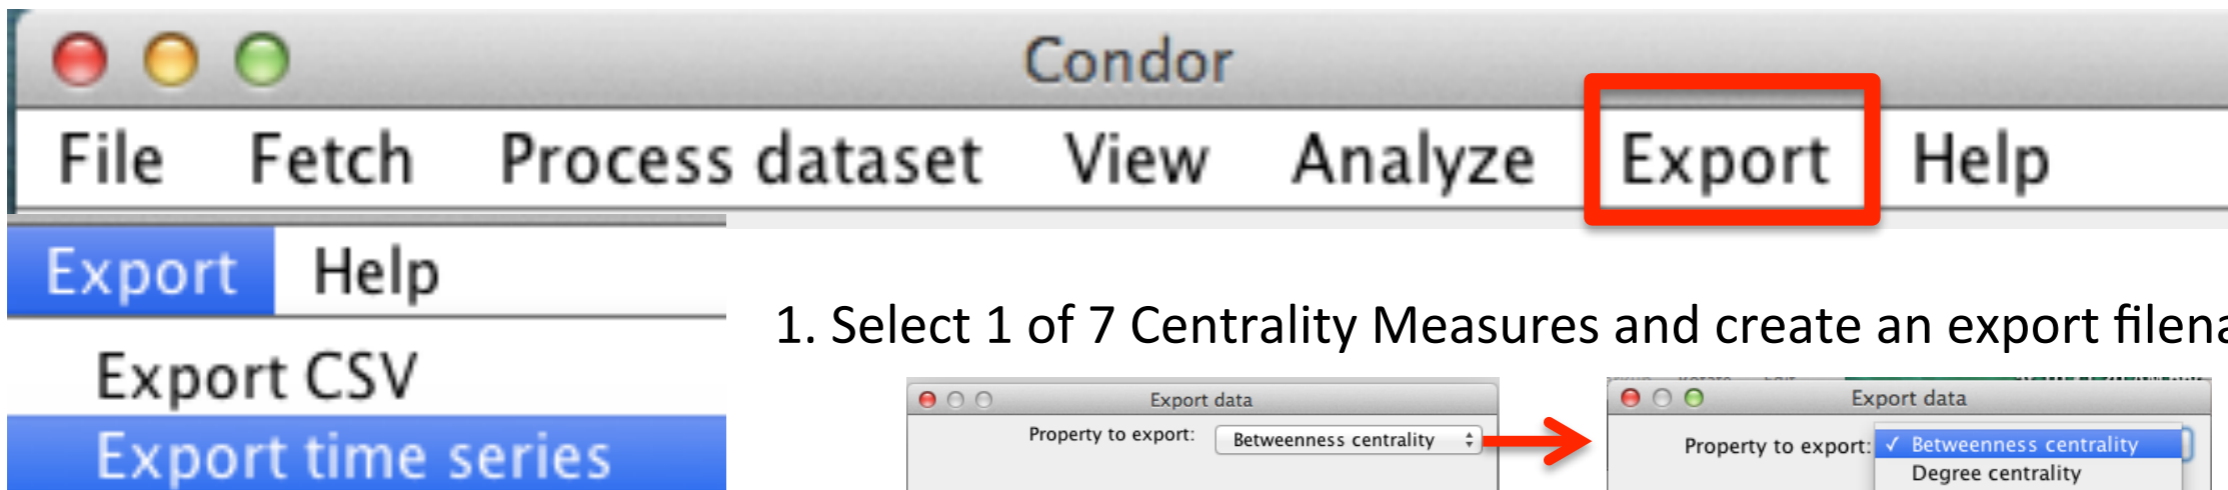 Condor
File Fetch Process dataset View Analyze Export Help
Export Help
Export CSV
Export time series
1. Select 1 of 7 Centrality Measures and create an export filena
Export data
Property to export: Betweenness centrality
Export data
Property to export: ✓ Betweenness centrality
Degree centrality